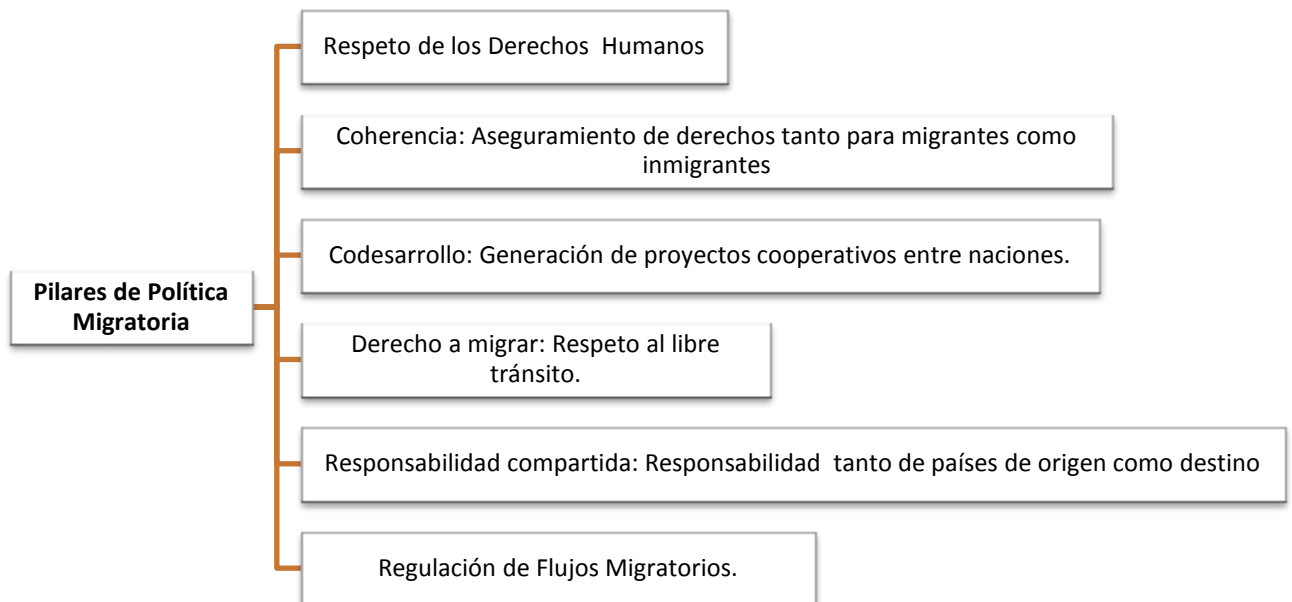 Respeto de los Derechos  Humanos
Coherencia: Aseguramiento de derechos tanto para migrantes como
inmigrantes
Codesarrollo: Generación de proyectos cooperativos entre naciones.
Pilares de Política
Migratoria
Derecho a migrar: Respeto al libre
tránsito.
Responsabilidad compartida: Responsabilidad  tanto de países de origen como destino
Regulación de Flujos Migratorios.